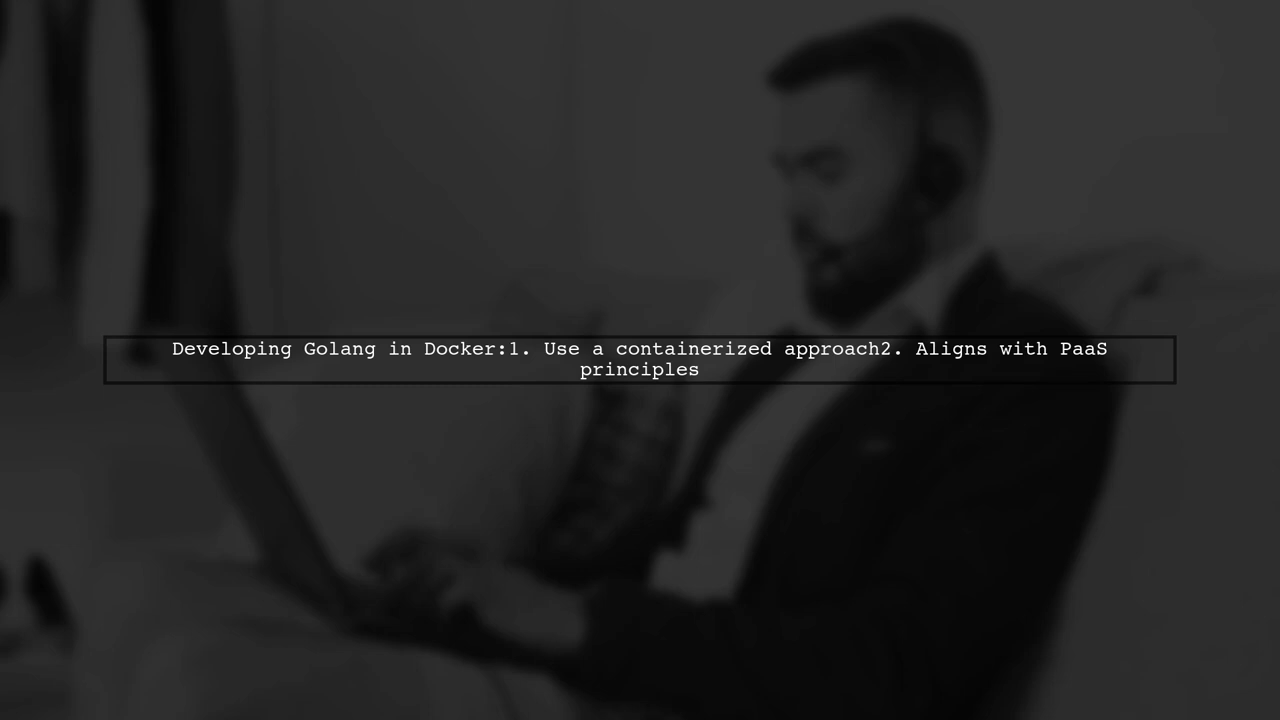 Developing Golang in Docker:1. Use a containerized approach2. Aligns with PaaS
principles